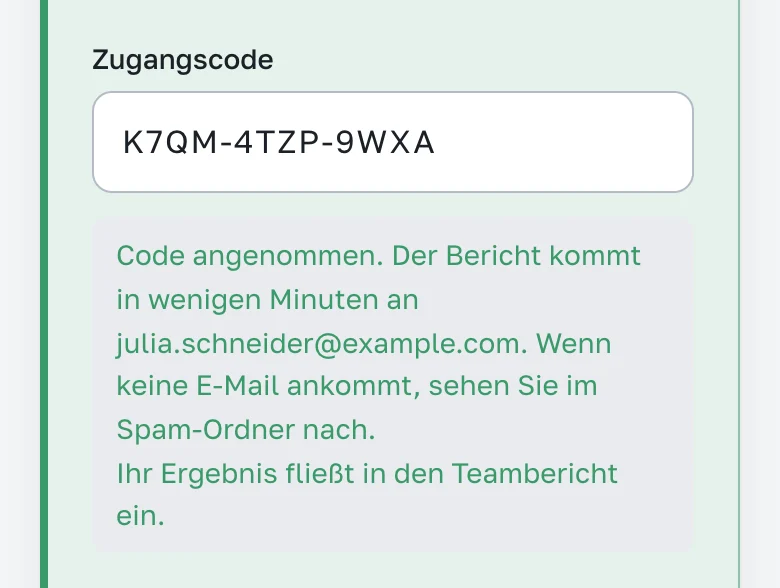 Zugangscode
K7QM-4TZP-9WXA
Code angenommen. Der Bericht kommt
in wenigen Minuten an
julia.schneider@example.com. Wenn
keine E-Mail ankommt, sehen Sie im
Spam-Ordner nach.
Ihr Ergebnis fließt in den Teambericht
ein.